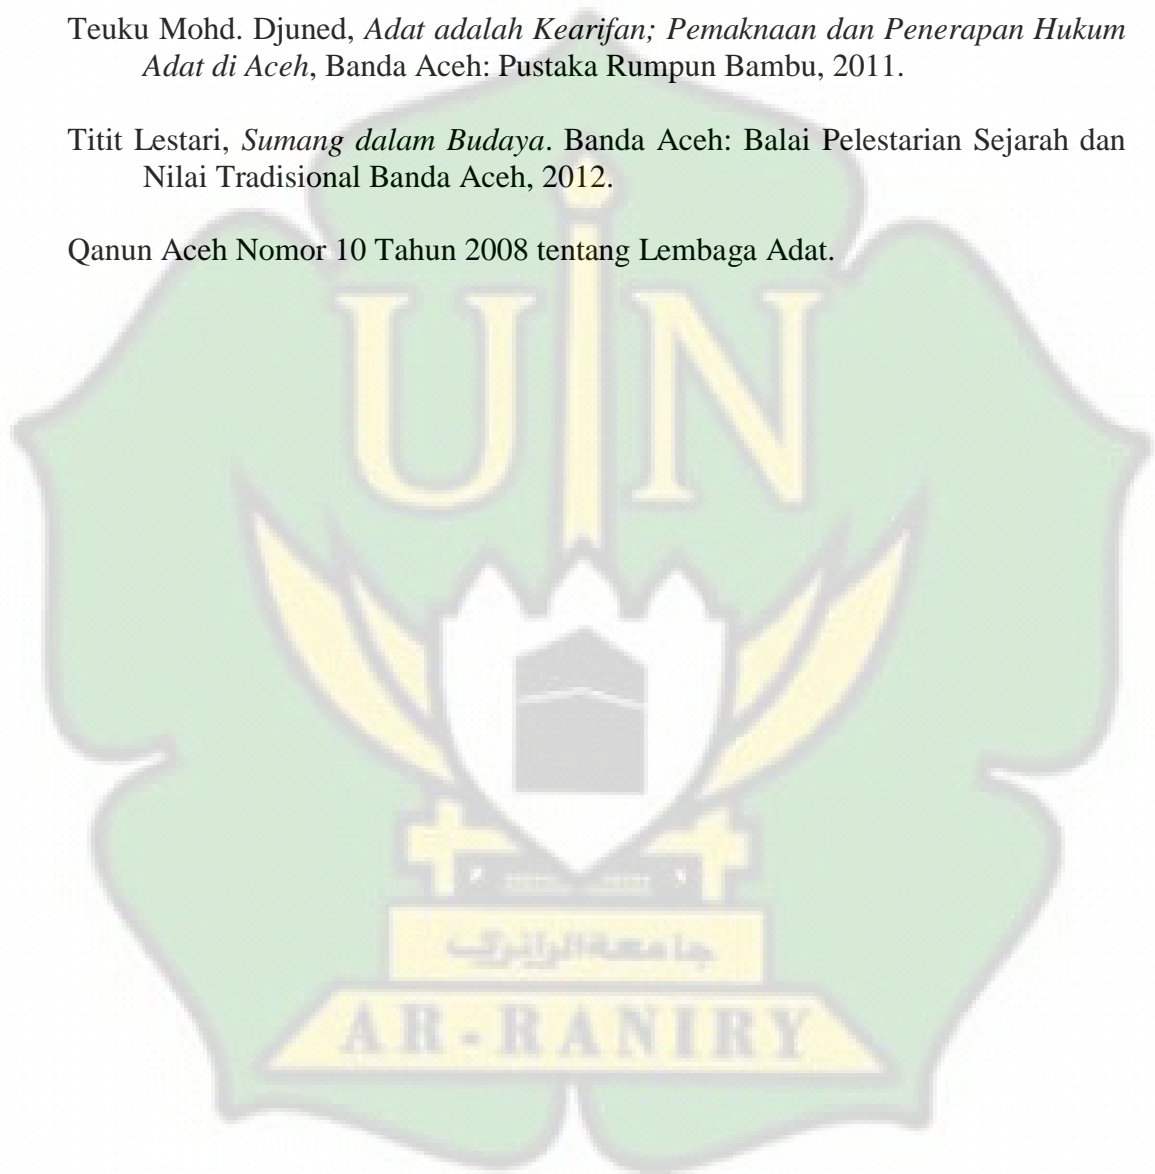 Teuku Mohd. Djuned, Adat adalah Kearifan; Pemaknaan dan Penerapan Hukum
Adat di Aceh, Banda Aceh: Pustaka Rumpun Bambu, 2011.
Titit Lestari, Sumang dalam Budaya. Banda Aceh: Balai Pelestarian Sejarah dan
Nilai Tradisional Banda Aceh, 2012.
Qanun Aceh Nomor 10 Tahun 2008 tentang Lembaga Adat.
UIN
جامعةالرانرك
AR-RANIRY